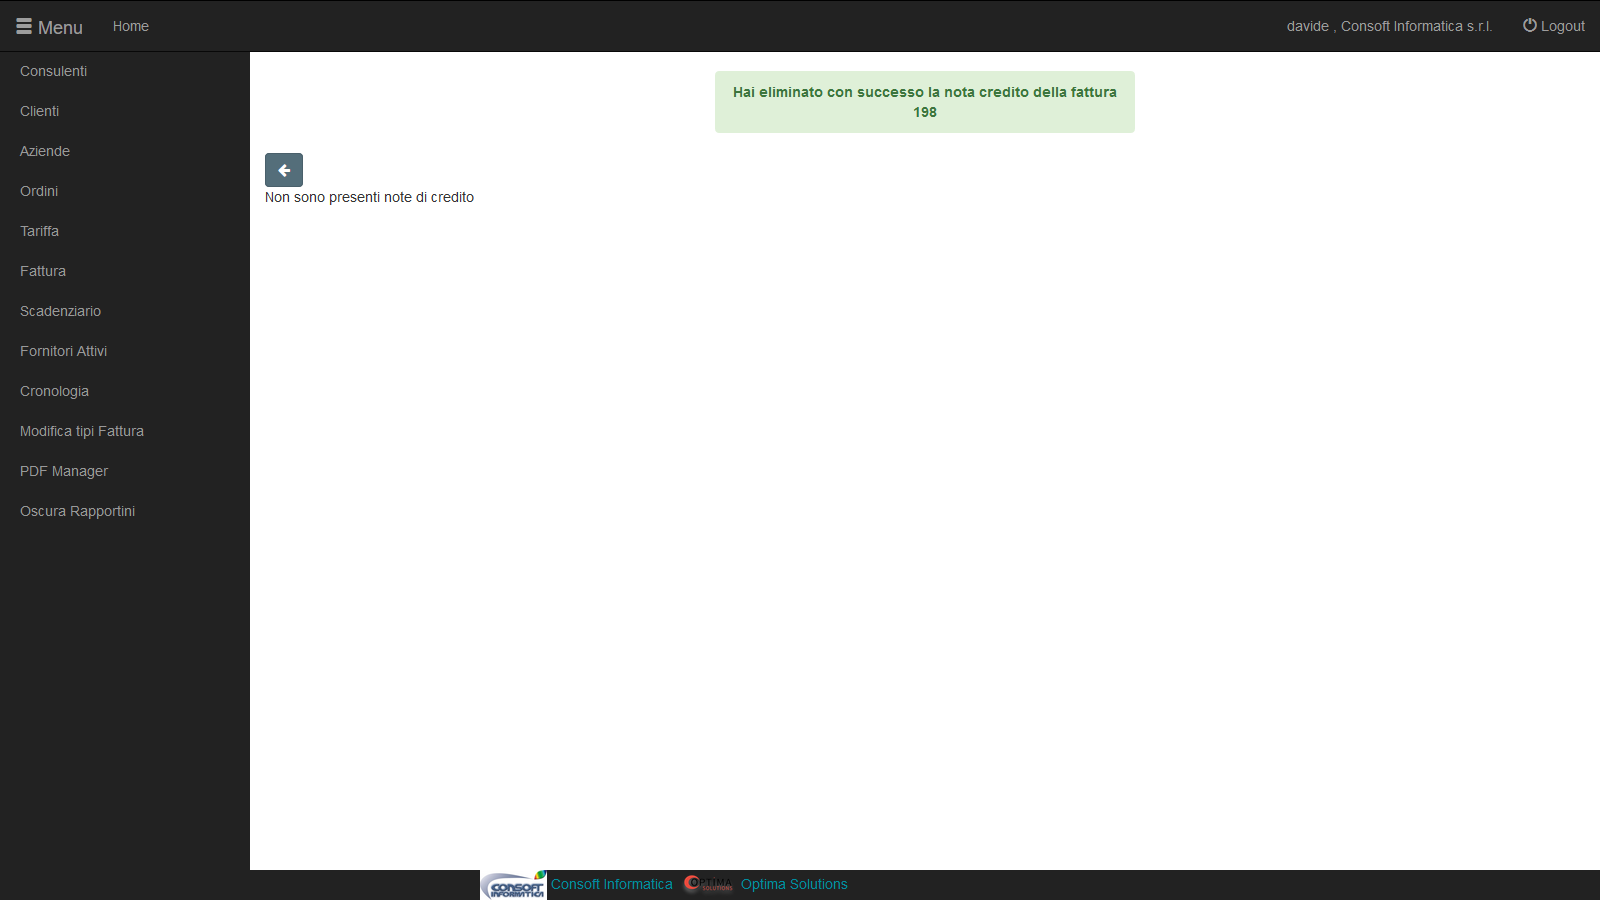 Menu
Home
davide , Consoft Informatica s.r.l.
Logout
Consulenti
Clienti
Aziende
Ordini
Tariffa
Fattura
Scadenziario
Fornitori Attivi
Cronologia
Modifica tipi Fattura
PDF Manager
Oscura Rapportini
Hai eliminato con successo la nota credito della fattura
198
Non sono presenti note di credito
CONSOFT
INFORMATICA
Consoft Informatica
OPTIMA
SOLUTIONS
Optima Solutions